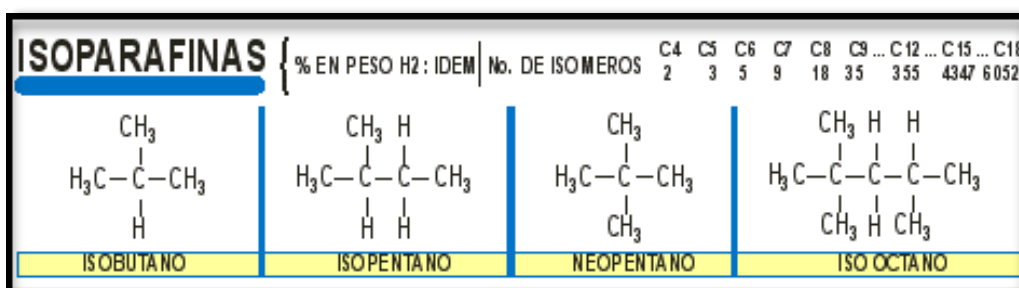 ISOPARAFINAS { % EN PESO H2 : IDEM | No. DE ISOMEROS C4 C5 C6 C7 C8 C9 ... C12 ... C15 ... C18
2 3 5 9 18 35 355 4347 6052
CH3
H3C—C—CH3
H
ISOBUTANO
CH3 H
H3C—C—C—CH3
H H
ISOPENTANO
CH3
H3C—C—CH3
CH3
NEOPENTANO
CH3 H H
H3C—C—C—C—CH3
CH3 H CH3
ISO OCTANO